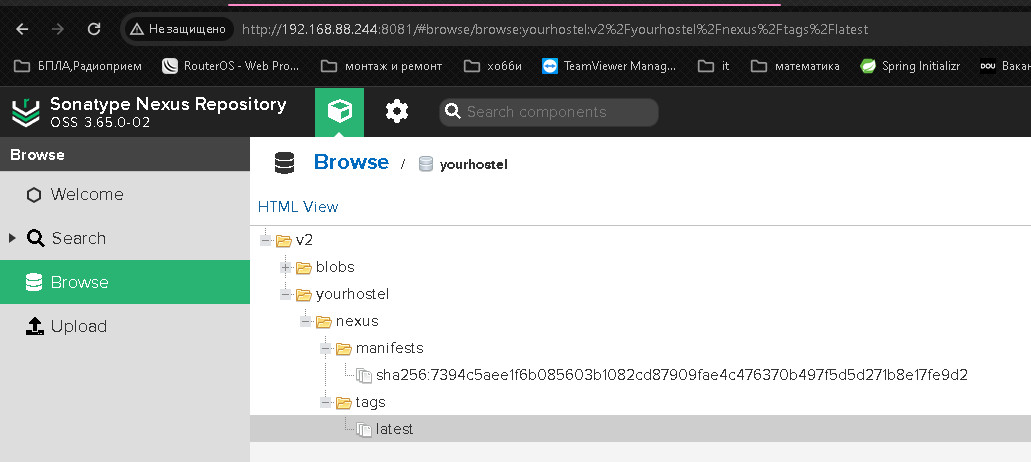 Не защищено http://192.168.88.244:8081/#browse/browse:yourhostel:v2%2Fyourhostel%2Fnexus%2Ftags%2Flatest
БПЛА,Радиоприем RouterOS - Web Pro... монтаж и ремонт хобби TeamViewer Manag... it математика Spring Initializr DOU Вакан
Sonatype Nexus Repository
OSS 3.65.0-02
Search components
Browse
Welcome
Search
Browse
Upload
Browse / yourhostel
HTML View
v2
blobs
yourhostel
nexus
manifests
sha256:7394c5aee1f6b085603b1082cd87909fae4c476370b497f5d5d271b8e17fe9d2
tags
latest